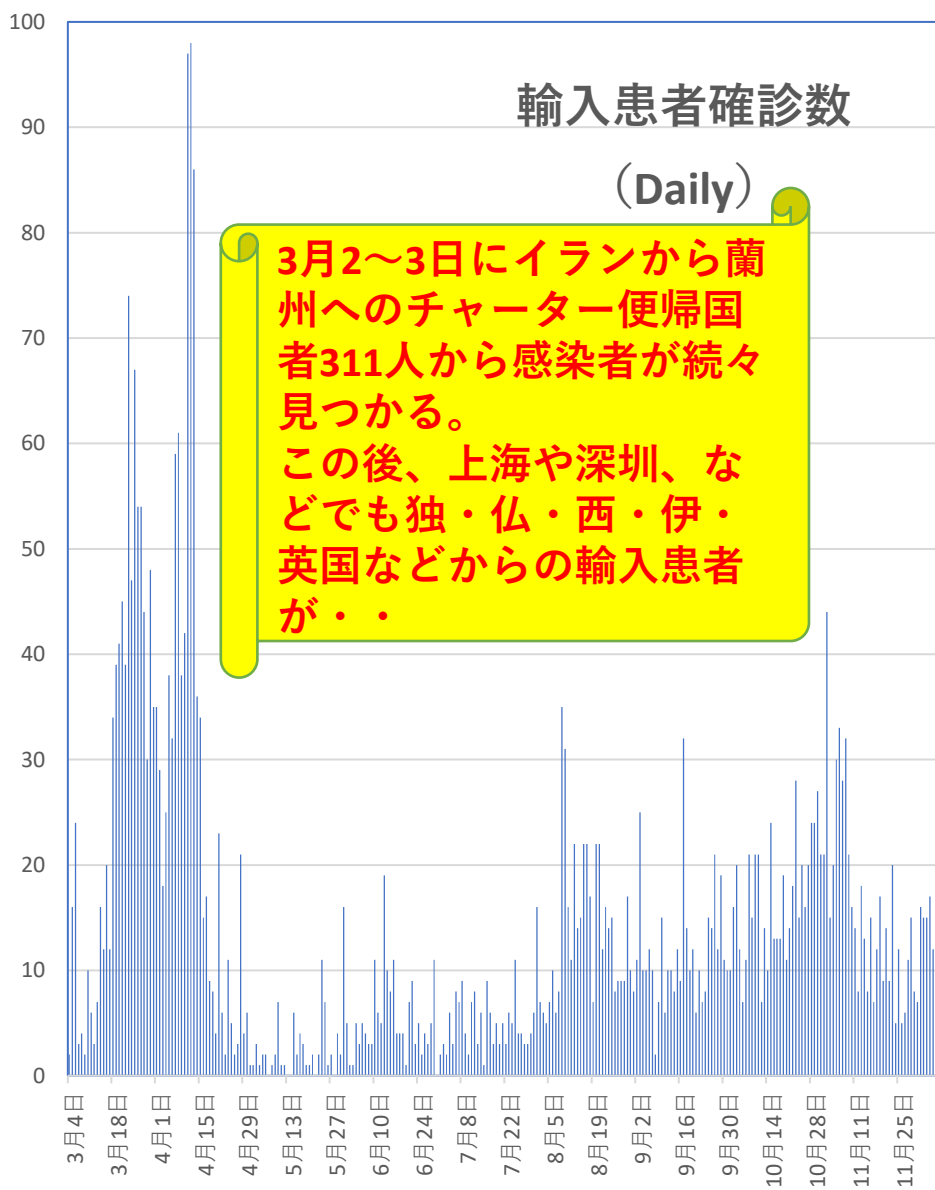 輸入患者確診数
（Daily）
3月2～3日にイランから蘭
州へのチャーター便帰国
者311人から感染者が続々
見つかる。
この後、上海や深圳、な
どでも独・仏・西・伊・
英国などからの輸入患者
が・・
100
90
80
70
60
50
40
30
20
10
0
3月4日
3月18日
4月1日
4月15日
4月29日
5月13日
5月27日
6月10日
6月24日
7月8日
7月22日
8月5日
8月19日
9月2日
9月16日
9月30日
10月14日
10月28日
11月11日
11月25日